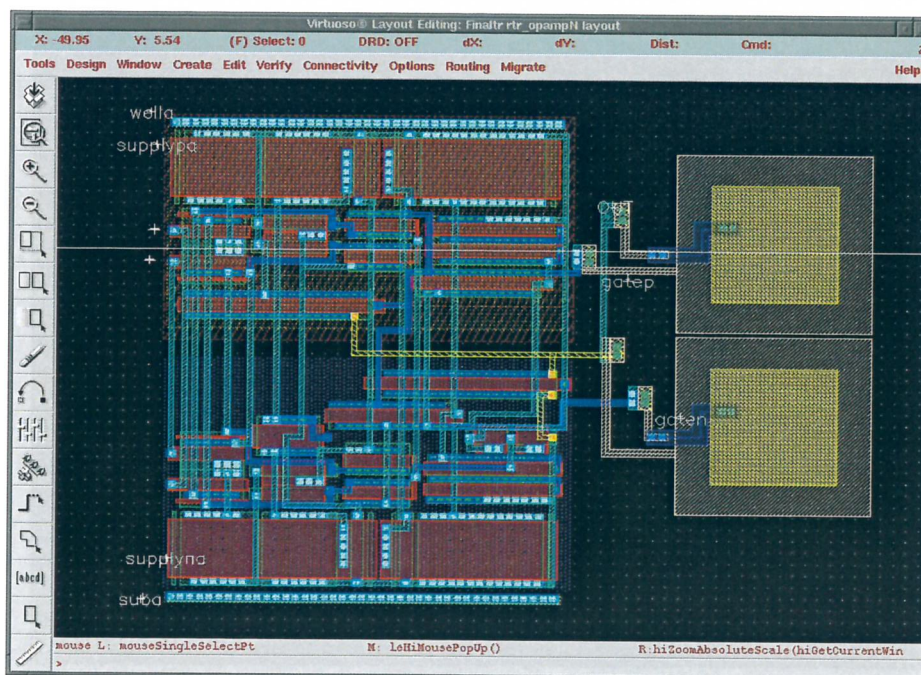 Virtuoso® Layout Editing: Finaltr rtr_opampN layout
X: -49.95 Y: 5.54 (F) Select: 0 DRD: OFF dX: dY: Dist: Cmd:
Tools Design Window Create Edit Verify Connectivity Options Routing Migrate Help
wella
supplypa
gatep
gaten
supplyna
suba
[abcd]
mouse L: mouseSingleSelectPt M: leHiMousePopUp() R:hiZoomAbsoluteScale(hiGetCurrentWin
>